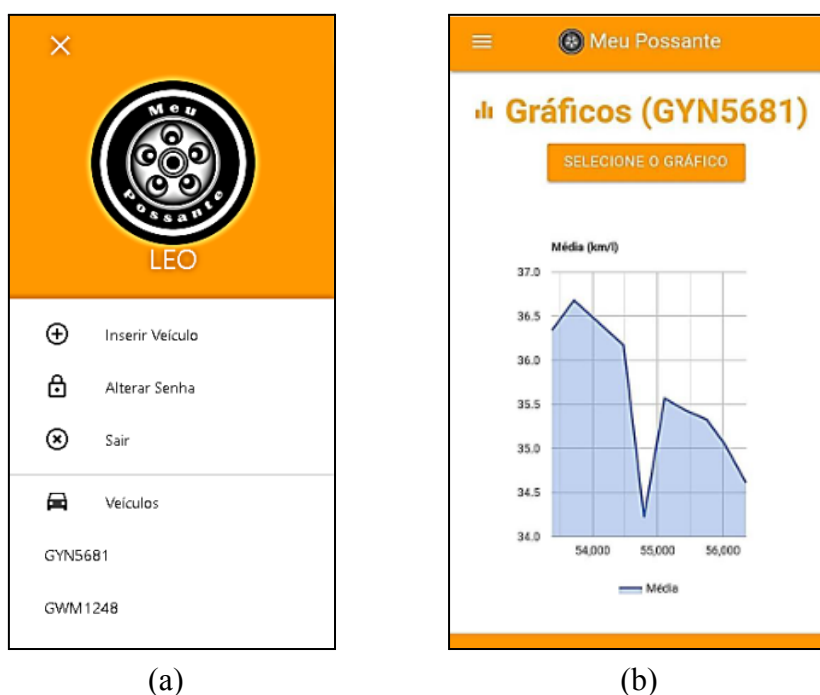 Meu
Possante
LEO
Inserir Veículo
Alterar Senha
Sair
Veículos
GYN5681
GWM1248
(a)
Meu Possante
Gráficos (GYN5681)
SELECIONE O GRÁFICO
Média (km/l)
37.0
36.5
36.0
35.5
35.0
34.5
34.0
54,000 55,000 56,000
Média
(b)